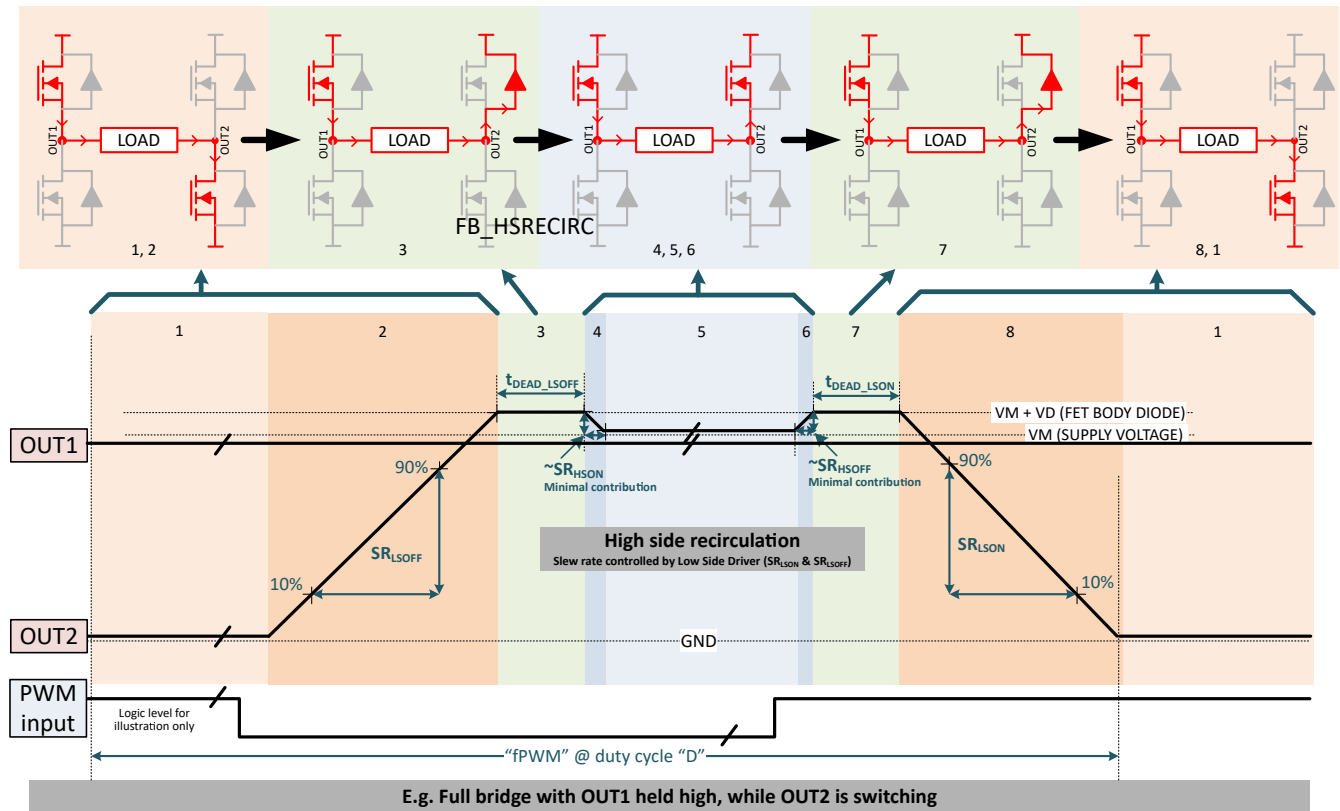 OUT1
LOAD
OUT2
OUT1
LOAD
OUT2
OUT1
LOAD
OUT2
OUT1
LOAD
OUT2
OUT1
LOAD
OUT2
FB_HSRECIRC
1, 2
3
4, 5, 6
7
8, 1
1
2
3
4
5
6
7
8
1
tDEAD_LSOFF
tDEAD_LSON
VM + VD (FET BODY DIODE)
VM (SUPPLY VOLTAGE)
OUT1
90%
~SRHSON
Minimal contribution
~SRHSOFF
Minimal contribution
90%
SRLSOFF
High side recirculation
Slew rate controlled by Low Side Driver (SRLSON & SRLSOFF)
SRLSON
10%
10%
OUT2
GND
PWM
input
Logic level for
illustration only
“fPWM” @ duty cycle “D”
E.g. Full bridge with OUT1 held high, while OUT2 is switching